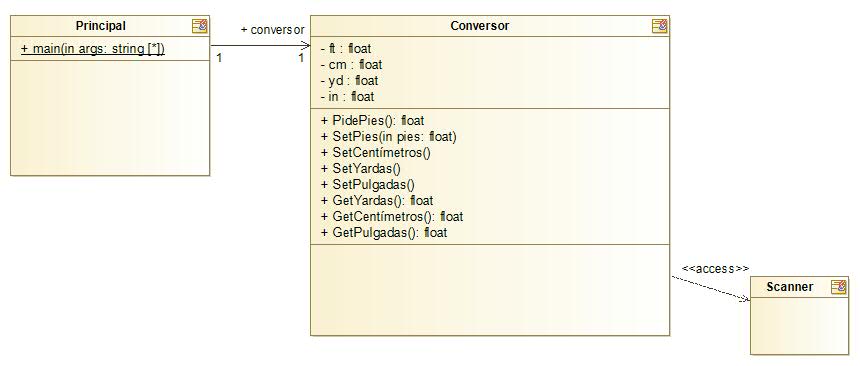 Principal
+ main(in args: string [*])
+ conversor
1
1
Conversor
- ft : float
- cm : float
- yd : float
- in : float
+ PidePies(): float
+ SetPies(in pies: float)
+ SetCentímetros()
+ SetYardas()
+ SetPulgadas()
+ GetYardas(): float
+ GetCentímetros(): float
+ GetPulgadas(): float
<<access>>
Scanner